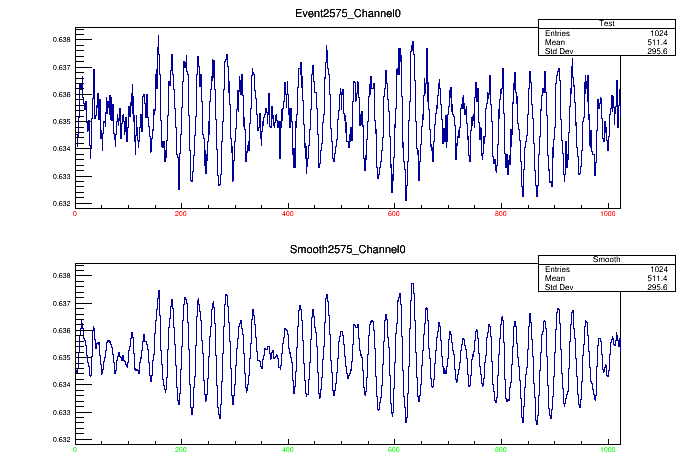 Event2575_Channel0
Test
Entries 1024
Mean 511.4
Std Dev 295.6
0.638
0.637
0.636
0.635
0.634
0.633
0.632
0 200 400 600 800 1000
Smooth2575_Channel0
Smooth
Entries 1024
Mean 511.4
Std Dev 295.6
0.638
0.637
0.636
0.635
0.634
0.633
0.632
0 200 400 600 800 1000